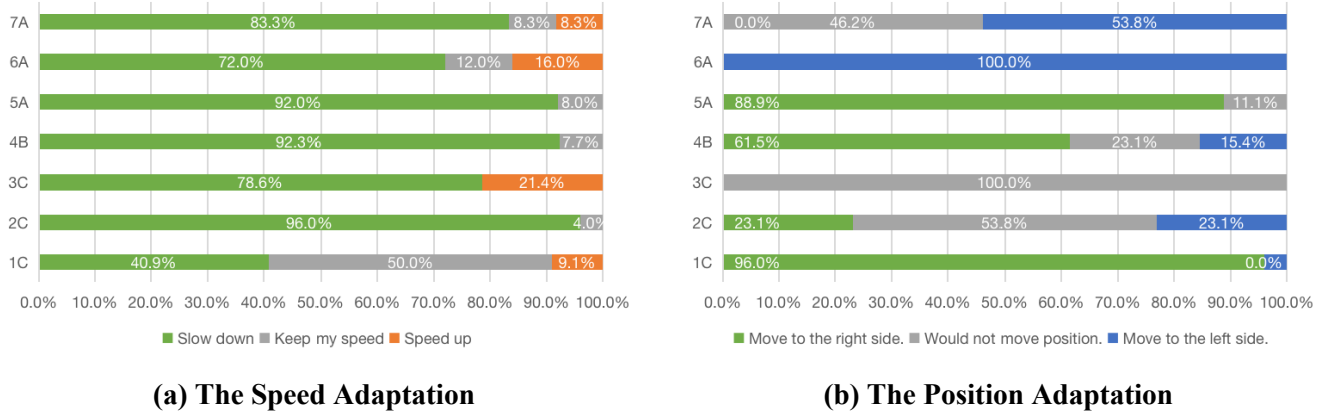 7A 83.3% 8.3% 8.3%
6A 72.0% 12.0% 16.0%
5A 92.0% 8.0%
4B 92.3% 7.7%
3C 78.6% 21.4%
2C 96.0% 4.0%
1C 40.9% 50.0% 9.1%
0.0% 10.0% 20.0% 30.0% 40.0% 50.0% 60.0% 70.0% 80.0% 90.0% 100.0%
Slow down Keep my speed Speed up
(a) The Speed Adaptation
7A 0.0% 46.2% 53.8%
6A 100.0%
5A 88.9% 11.1%
4B 61.5% 23.1% 15.4%
3C 100.0%
2C 23.1% 53.8% 23.1%
1C 96.0% 0.0%
0.0% 10.0% 20.0% 30.0% 40.0% 50.0% 60.0% 70.0% 80.0% 90.0% 100.0%
Move to the right side. Would not move position. Move to the left side.
(b) The Position Adaptation